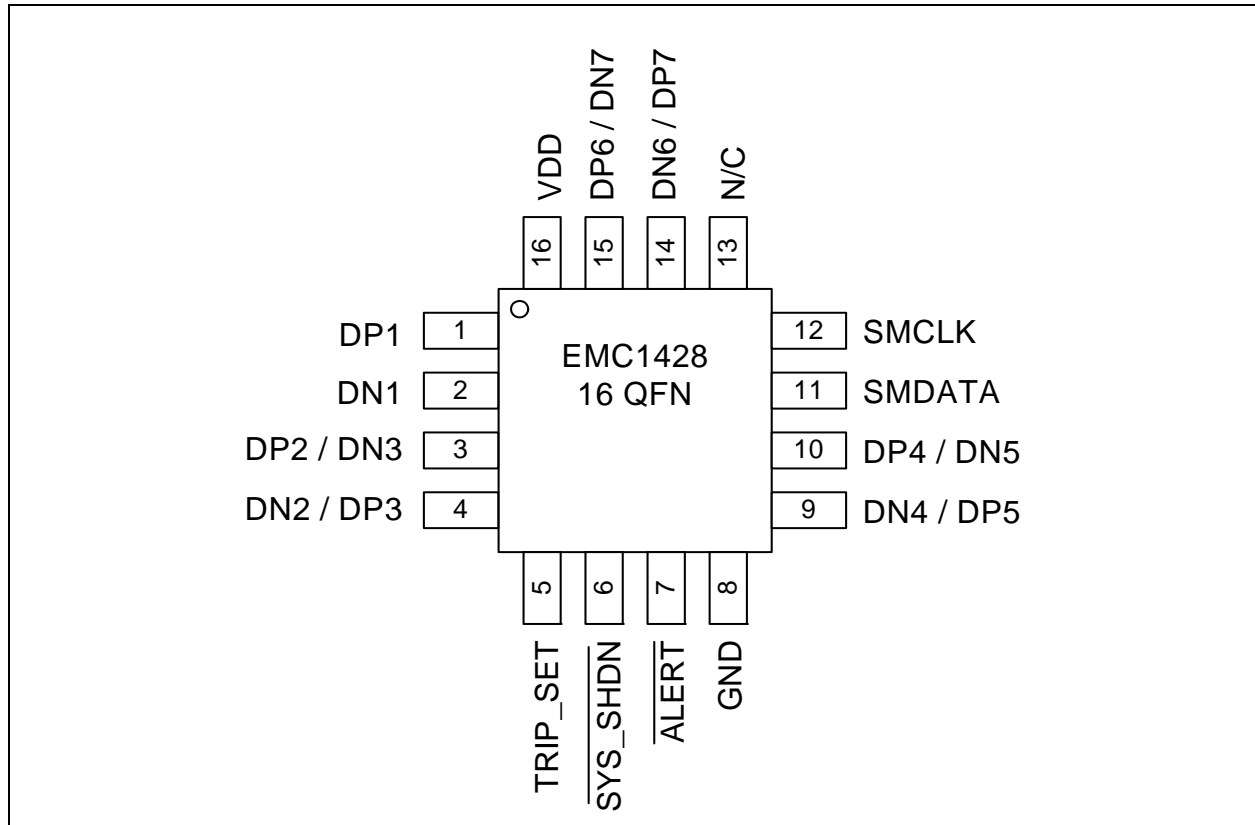 VDD
DP6 / DN7
DN6 / DP7
N/C
16
15
14
13
DP1 1
DN1 2
DP2 / DN3 3
DN2 / DP3 4
EMC1428
16 QFN
12 SMCLK
11 SMDATA
10 DP4 / DN5
9 DN4 / DP5
5
6
7
8
TRIP_SET
SYS_SHDN
ALERT
GND